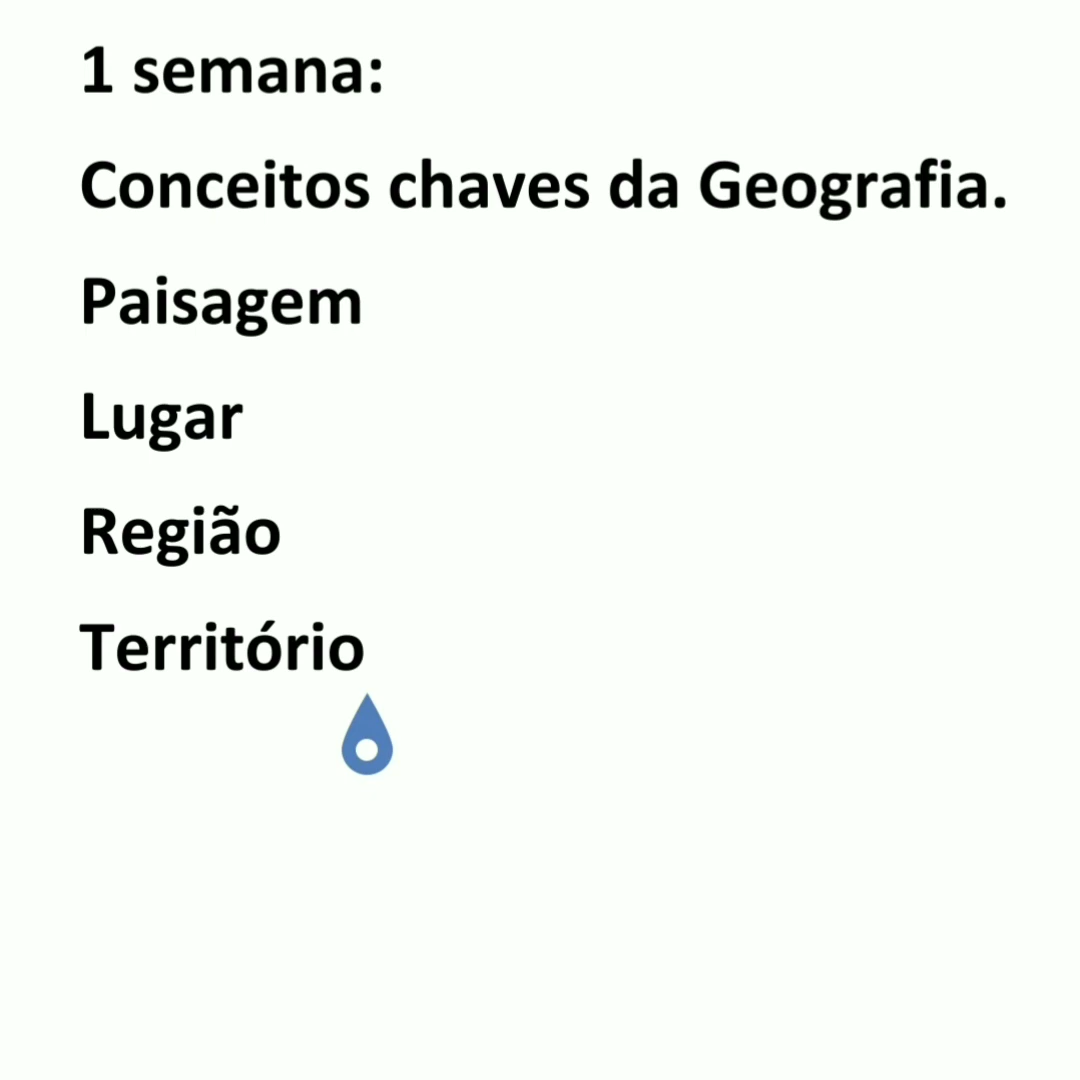 1 semana:
Conceitos chaves da Geografia.
Paisagem
Lugar
Região
Território